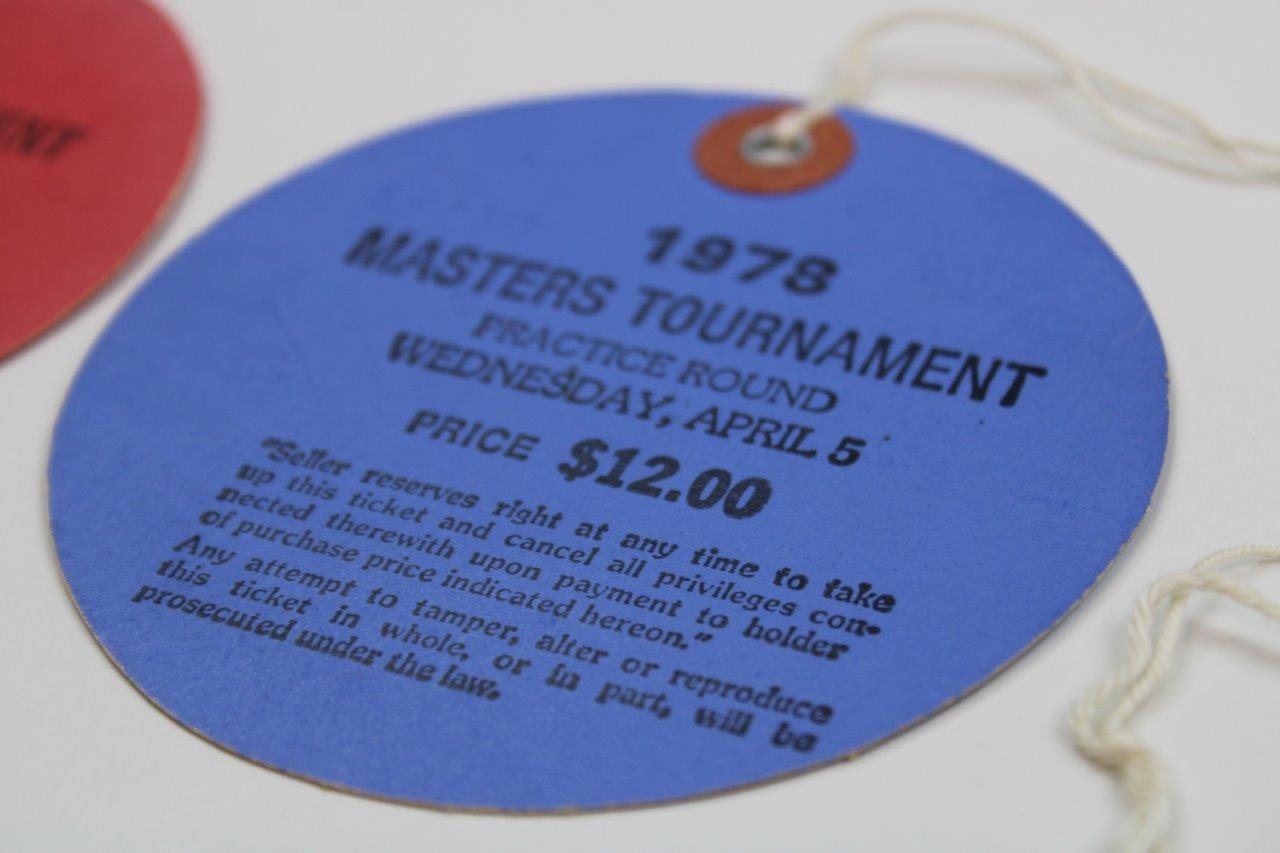 ENT
1978
MASTERS TOURNAMENT
PRACTICE ROUND
WEDNESDAY, APRIL 5
PRICE $12.00
"Seller reserves right at any time to take
up this ticket and cancel all privileges con-
nected therewith upon payment to holder
of purchase price indicated hereon."
Any attempt to tamper, alter or reproduce
this ticket in whole, or in part, will be
prosecuted under the law.